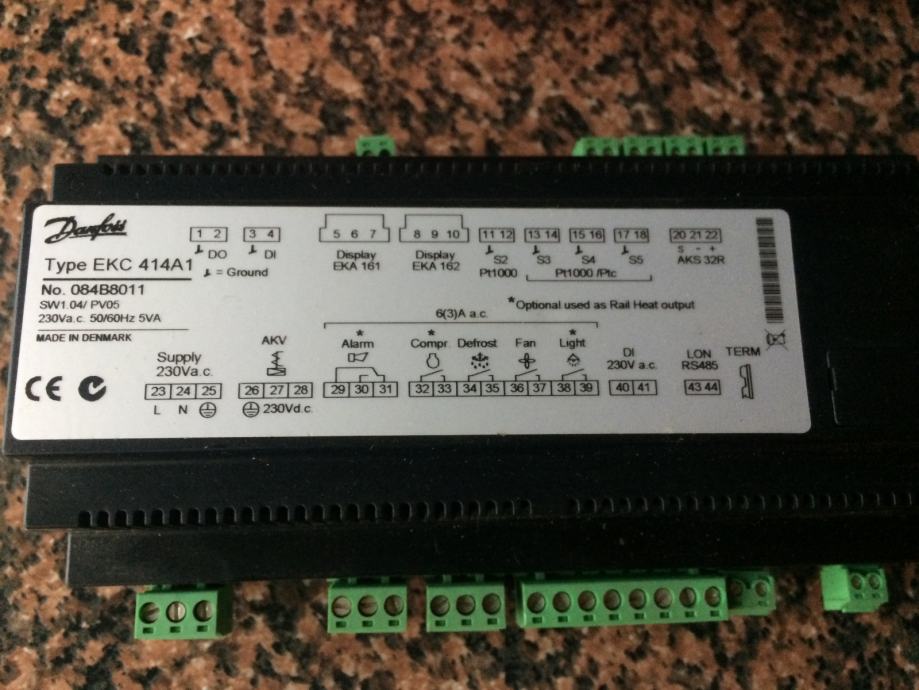 Danfoss
Type EKC 414A1
No. 084B8011
SW1.04/ PV05
230Va.c. 50/60Hz 5VA
MADE IN DENMARK
1 2
DO
= Ground
3 4
DI
5 6 7
Display
EKA 161
8 9 10
Display
EKA 162
11 12
S2
Pt1000
13 14
S3
15 16
S4
17 18
S5
Pt1000 /Ptc
20 21 22
S - +
AKS 32R
*Optional used as Rail Heat output
6(3)A a.c.
Supply
230Va.c.
23 24 25
L N
AKV
26 27 28
230Vd.c.
*
Alarm
29 30 31
*
Compr.
32 33
Defrost
34 35
Fan
36 37
*
Light
38 39
DI
230V a.c.
40 41
LON
RS485
43 44
TERM
CE